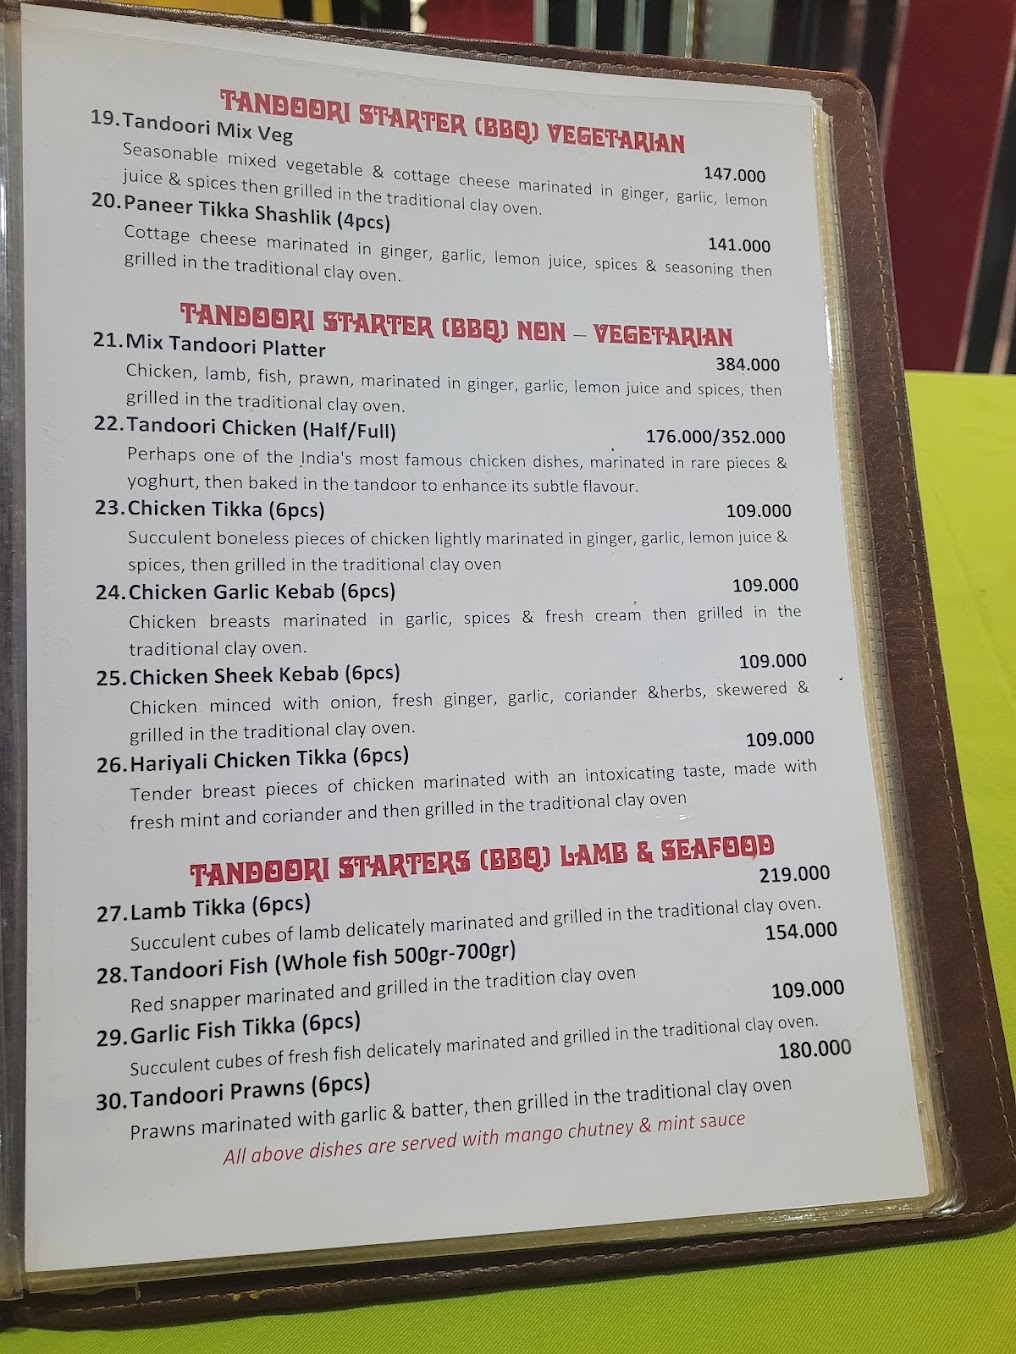 TANDOORI STARTER (BBQ) VEGETARIAN
19. Tandoori Mix Veg 147.000
Seasonable mixed vegetable & cottage cheese marinated in ginger, garlic, lemon
juice & spices then grilled in the traditional clay oven.
20. Paneer Tikka Shashlik (4pcs) 141.000
Cottage cheese marinated in ginger, garlic, lemon juice, spices & seasoning then
grilled in the traditional clay oven.
TANDOORI STARTER (BBQ) NON – VEGETARIAN
21. Mix Tandoori Platter 384.000
Chicken, lamb, fish, prawn, marinated in ginger, garlic, lemon juice and spices, then
grilled in the traditional clay oven.
22. Tandoori Chicken (Half/Full) 176.000/352.000
Perhaps one of the India's most famous chicken dishes, marinated in rare pieces &
yoghurt, then baked in the tandoor to enhance its subtle flavour.
23. Chicken Tikka (6pcs) 109.000
Succulent boneless pieces of chicken lightly marinated in ginger, garlic, lemon juice &
spices, then grilled in the traditional clay oven
24. Chicken Garlic Kebab (6pcs) 109.000
Chicken breasts marinated in garlic, spices & fresh cream then grilled in the
traditional clay oven.
25. Chicken Sheek Kebab (6pcs) 109.000
Chicken minced with onion, fresh ginger, garlic, coriander &herbs, skewered &
grilled in the traditional clay oven.
26. Hariyali Chicken Tikka (6pcs) 109.000
Tender breast pieces of chicken marinated with an intoxicating taste, made with
fresh mint and coriander and then grilled in the traditional clay oven
TANDOORI STARTERS (BBQ) LAMB & SEAFOOD
27. Lamb Tikka (6pcs) 219.000
Succulent cubes of lamb delicately marinated and grilled in the traditional clay oven.
28. Tandoori Fish (Whole fish 500gr-700gr) 154.000
Red snapper marinated and grilled in the tradition clay oven
29. Garlic Fish Tikka (6pcs) 109.000
Succulent cubes of fresh fish delicately marinated and grilled in the traditional clay oven.
30. Tandoori Prawns (6pcs) 180.000
Prawns marinated with garlic & batter, then grilled in the traditional clay oven
All above dishes are served with mango chutney & mint sauce